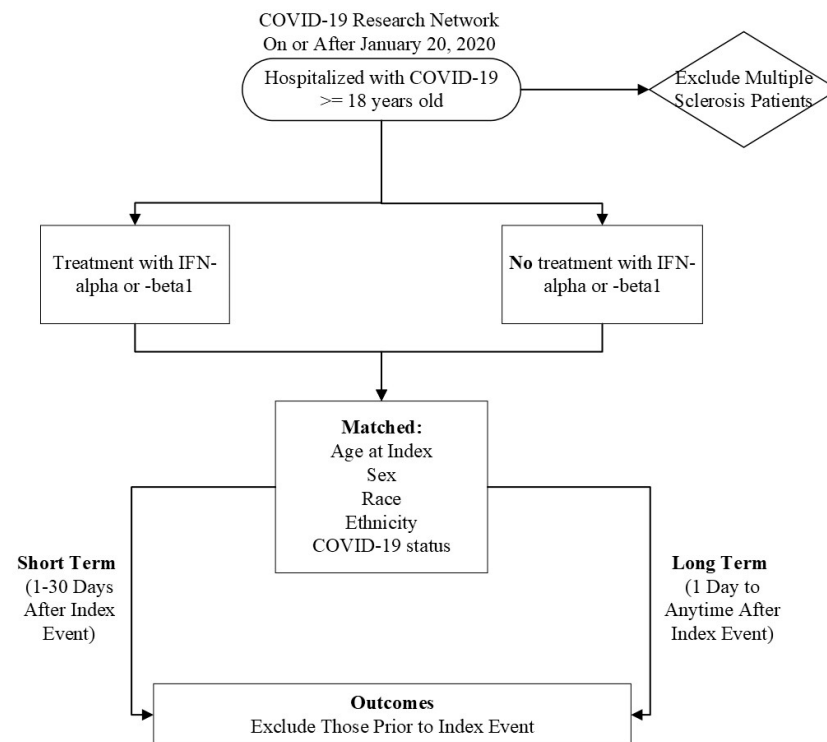 COVID-19 Research Network
On or After January 20, 2020
Hospitalized with COVID-19
>= 18 years old
Exclude Multiple
Sclerosis Patients
Treatment with IFN-
alpha or -beta1
No treatment with IFN-
alpha or -beta1
Matched:
Age at Index
Sex
Race
Ethnicity
COVID-19 status
Short Term
(1-30 Days
After Index
Event)
Long Term
(1 Day to
Anytime After
Index Event)
Outcomes
Exclude Those Prior to Index Event